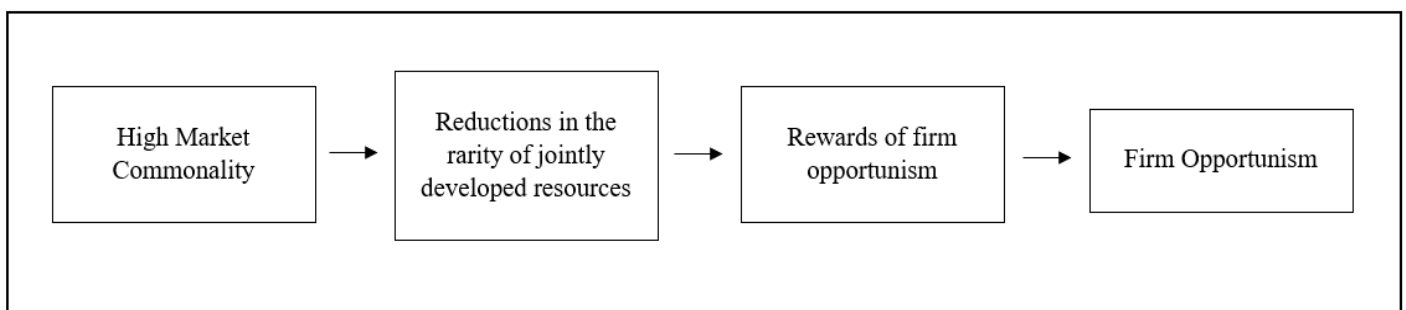 High Market
Commonality
Reductions in the
rarity of jointly
developed resources
Rewards of firm
opportunism
Firm Opportunism